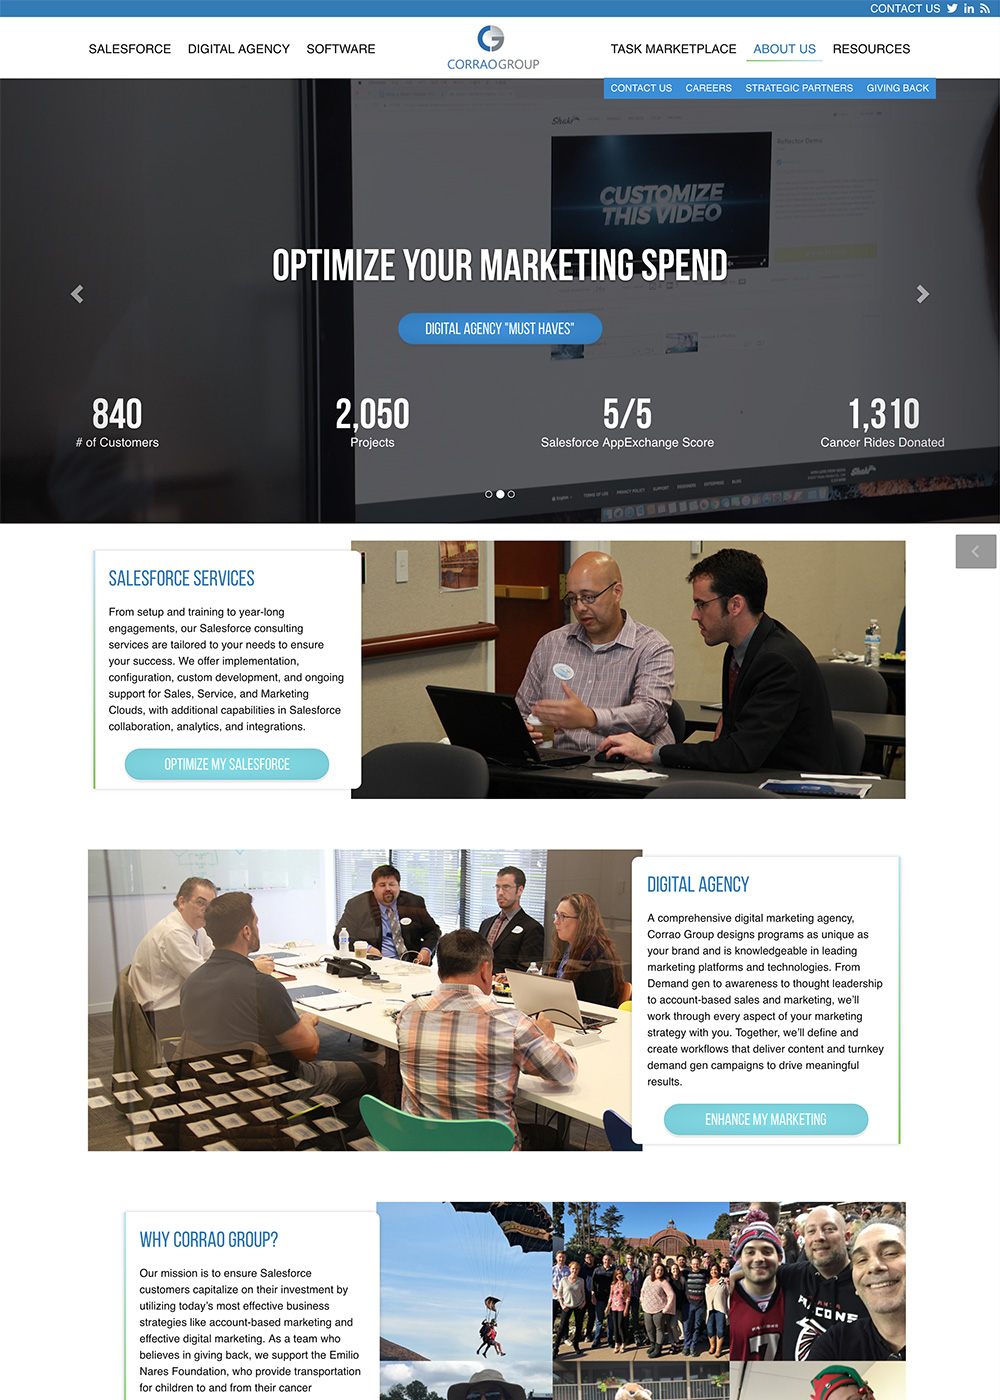 CONTACT US
SALESFORCE DIGITAL AGENCY SOFTWARE
CORRAOGROUP
TASK MARKETPLACE ABOUT US RESOURCES
CONTACT US CAREERS STRATEGIC PARTNERS GIVING BACK
Reflector Demo
CUSTOMIZE
THIS VIDEO
OPTIMIZE YOUR MARKETING SPEND
DIGITAL AGENCY "MUST HAVES"
840
# of Customers
2,050
Projects
5/5
Salesforce AppExchange Score
1,310
Cancer Rides Donated
English
TERMS OF USE
PRIVACY POLICY
SUPPORT
BLOG
SALESFORCE SERVICES
From setup and training to year-long
engagements, our Salesforce consulting
services are tailored to your needs to ensure
your success. We offer implementation,
configuration, custom development, and ongoing
support for Sales, Service, and Marketing
Clouds, with additional capabilities in Salesforce
collaboration, analytics, and integrations.
OPTIMIZE MY SALESFORCE
DIGITAL AGENCY
A comprehensive digital marketing agency,
Corrao Group designs programs as unique as
your brand and is knowledgeable in leading
marketing platforms and technologies. From
Demand gen to awareness to thought leadership
to account-based sales and marketing, we'll
work through every aspect of your marketing
strategy with you. Together, we'll define and
create workflows that deliver content and turnkey
demand gen campaigns to drive meaningful
results.
ENHANCE MY MARKETING
WHY CORRAO GROUP?
Our mission is to ensure Salesforce
customers capitalize on their investment by
utilizing today's most effective business
strategies like account-based marketing and
effective digital marketing. As a team who
believes in giving back, we support the Emilio
Nares Foundation, who provide transportation
for children to and from their cancer